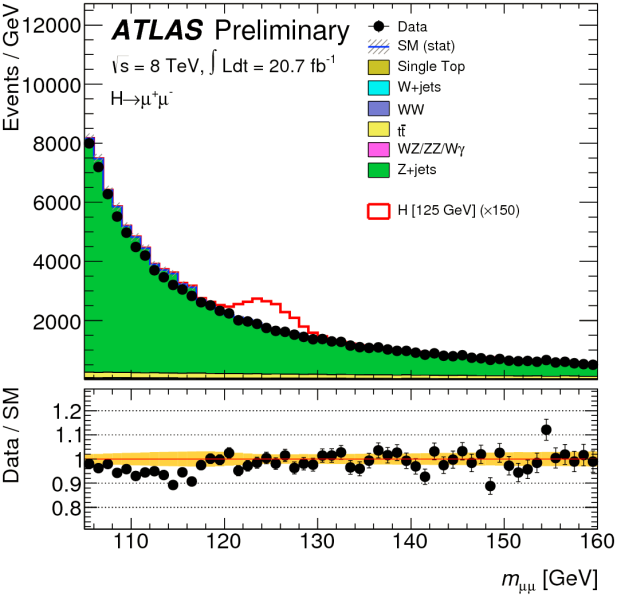 ATLAS Preliminary
√s = 8 TeV, ∫ Ldt = 20.7 fb⁻¹
H→μ⁺μ⁻
Data
SM (stat)
Single Top
W+jets
WW
tt̄
WZ/ZZ/Wγ
Z+jets
H [125 GeV] (×150)
Events / GeV
12000
10000
8000
6000
4000
2000
Data / SM
1.2
1.1
1
0.9
0.8
110 120 130 140 150 160
mμμ [GeV]